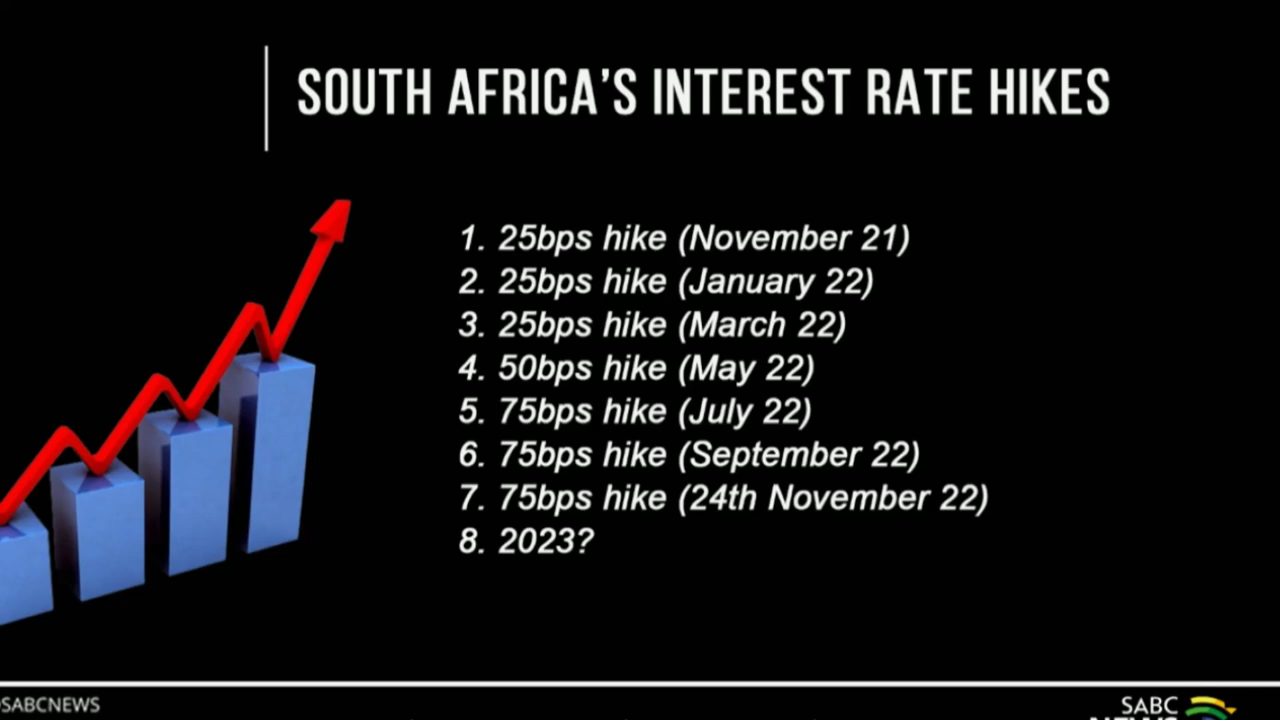 SOUTH AFRICA'S INTEREST RATE HIKES
1. 25bps hike (November 21)
2. 25bps hike (January 22)
3. 25bps hike (March 22)
4. 50bps hike (May 22)
5. 75bps hike (July 22)
6. 75bps hike (September 22)
7. 75bps hike (24th November 22)
8. 2023?
SABCNEWS
SABC
NEWS